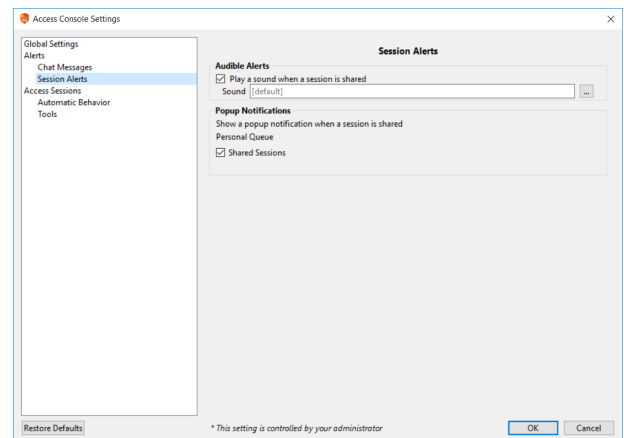 Access Console Settings
Global Settings
Alerts
Chat Messages
Session Alerts
Access Sessions
Automatic Behavior
Tools
Session Alerts
Audible Alerts
Play a sound when a session is shared
Sound [default] ...
Popup Notifications
Show a popup notification when a session is shared
Personal Queue
Shared Sessions
Restore Defaults
* This setting is controlled by your administrator
OK Cancel